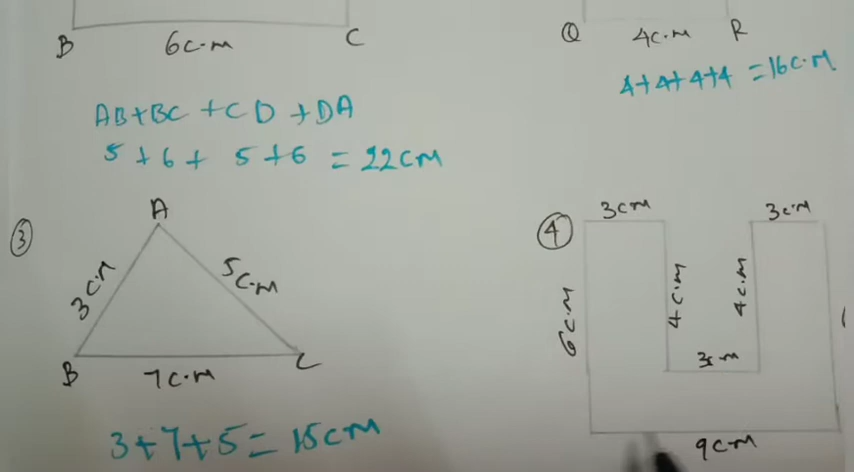 B 6c.m C
Q 4c.m R
4+4+4+4 =16c.m
AB+BC +CD +DA
5+6+ 5+6 = 22cm
3
A
3c.m
5c.m
B 7c.m C
3+7+5= 15cm
4
3cm
3c.m
6c.m
4c.m
4c.m
3cm
9cm